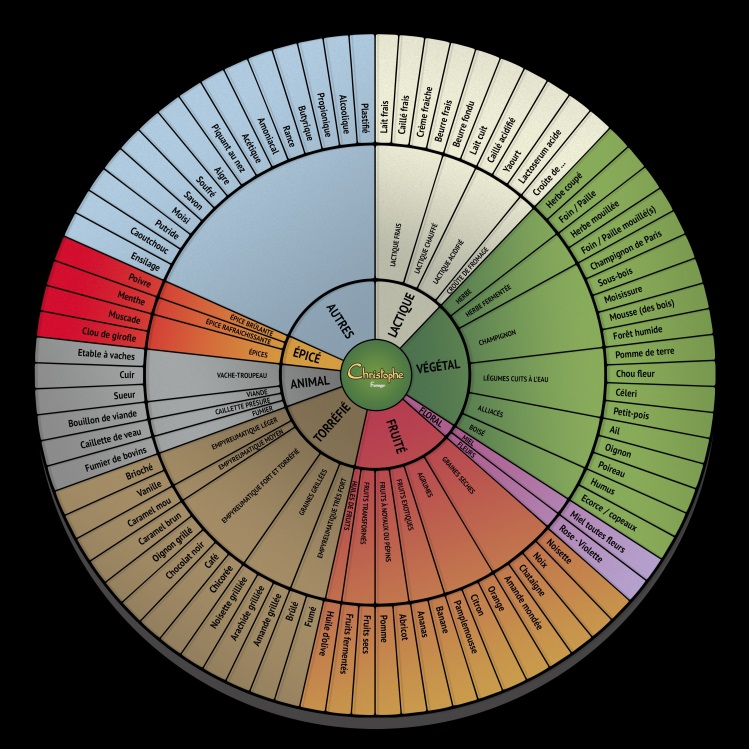 Christophe
Fromager
LACTIQUE
VÉGÉTAL
FLORAL
FRUITÉ
TORRÉFIÉ
ANIMAL
ÉPICÉ
AUTRES
LACTIQUE FRAIS
LACTIQUE CHAUFFÉ
LACTIQUE ACIDIFIÉ
CROÛTE DE FROMAGE
HERBE
HERBE FERMENTÉE
CHAMPIGNON
LÉGUMES CUITS À L'EAU
ALLIACÉS
BOISÉ
MIEL
FLEURS
GRAINES SÈCHES
AGRUMES
FRUITS EXOTIQUES
FRUITS À NOYAUX OU PÉPINS
FRUITS TRANSFORMÉS
HUILES DE FRUITS
EMPYREUMATIQUE TRÈS FORT
GRAINES GRILLÉES
EMPYREUMATIQUE FORT ET TORRÉFIÉ
EMPYREUMATIQUE MOYEN
EMPYREUMATIQUE LÉGER
FUMIER
CAILLETTE PRÉSURE
VIANDE
VACHE-TROUPEAU
ÉPICES
ÉPICE RAFRAICHISSANTE
ÉPICE BRÛLANTE
Lait frais
Caillé frais
Crème fraiche
Beurre frais
Beurre fondu
Lait cuit
Caillé acidifié
Yaourt
Lactoserum acide
Croûte de ...
Herbe coupé
Foin / Paille
Herbe mouillée
Foin / Paille mouillé(s)
Champignon de Paris
Sous-bois
Moisissure
Mousse (des bois)
Forêt humide
Pomme de terre
Chou fleur
Céleri
Petit-pois
Ail
Oignon
Poireau
Humus
Ecorce / copeaux
Miel toutes fleurs
Rose - Violette
Noisette
Noix
Chataigne
Amande mondée
Orange
Citron
Pamplemousse
Banane
Ananas
Abricot
Pomme
Fruits secs
Fruits fermentés
Huile d'olive
Fumé
Brûlé
Amande grillée
Arachide grillée
Noisette grilliée
Chicorée
Café
Chocolat noir
Oignon grillé
Caramel brun
Caramel mou
Vanille
Brioché
Fumier de bovins
Caillette de veau
Bouillon de viande
Sueur
Cuir
Etable à vaches
Clou de girofle
Muscade
Menthe
Poivre
Ensilage
Caoutchouc
Putride
Moisi
Savon
Soufré
Aigre
Piquant au nez
Acétique
Amoniacal
Rance
Butyrique
Propionique
Alcoolique
Plastifié